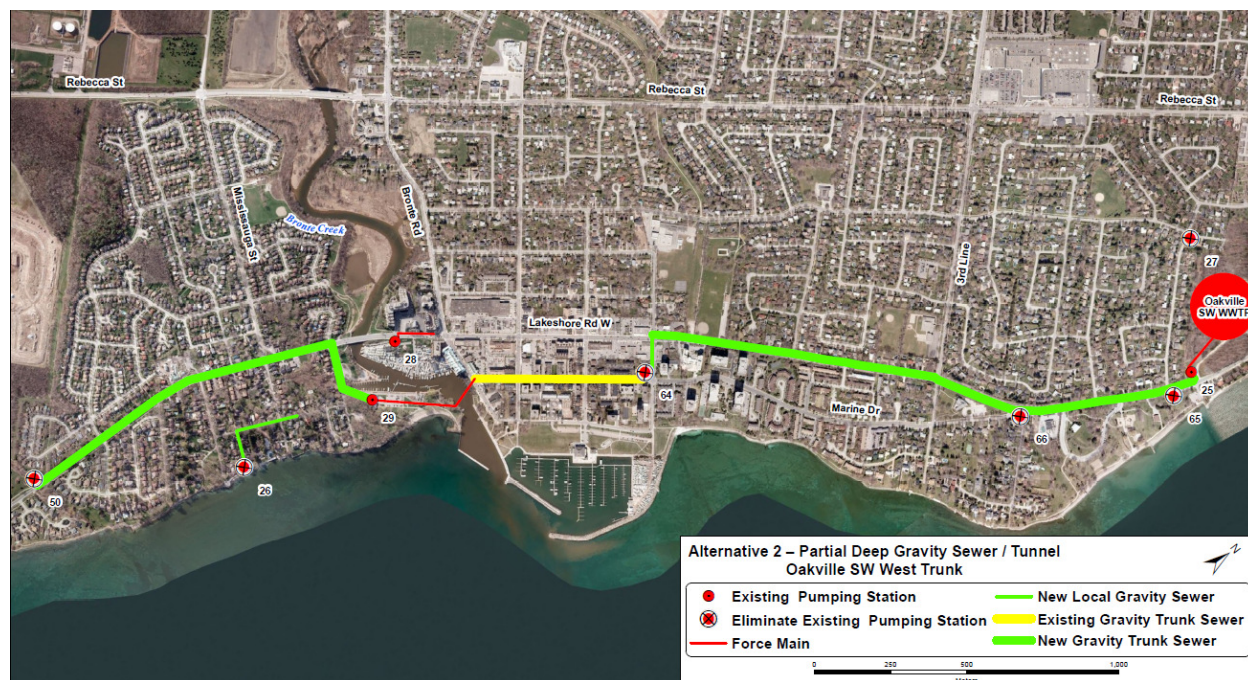 Rebecca St
Rebecca St
Rebecca St
Mississauga St
Bronte Creek
Bronte Rd
3rd Line
27
Oakville
SW WWTP
Lakeshore Rd W
28
29
64
Marine Dr
25
65
66
50
26
Alternative 2 – Partial Deep Gravity Sewer / Tunnel
Oakville SW West Trunk
N
Existing Pumping Station
New Local Gravity Sewer
Eliminate Existing Pumping Station
Existing Gravity Trunk Sewer
Force Main
New Gravity Trunk Sewer
0 250 500 1,000
Meters